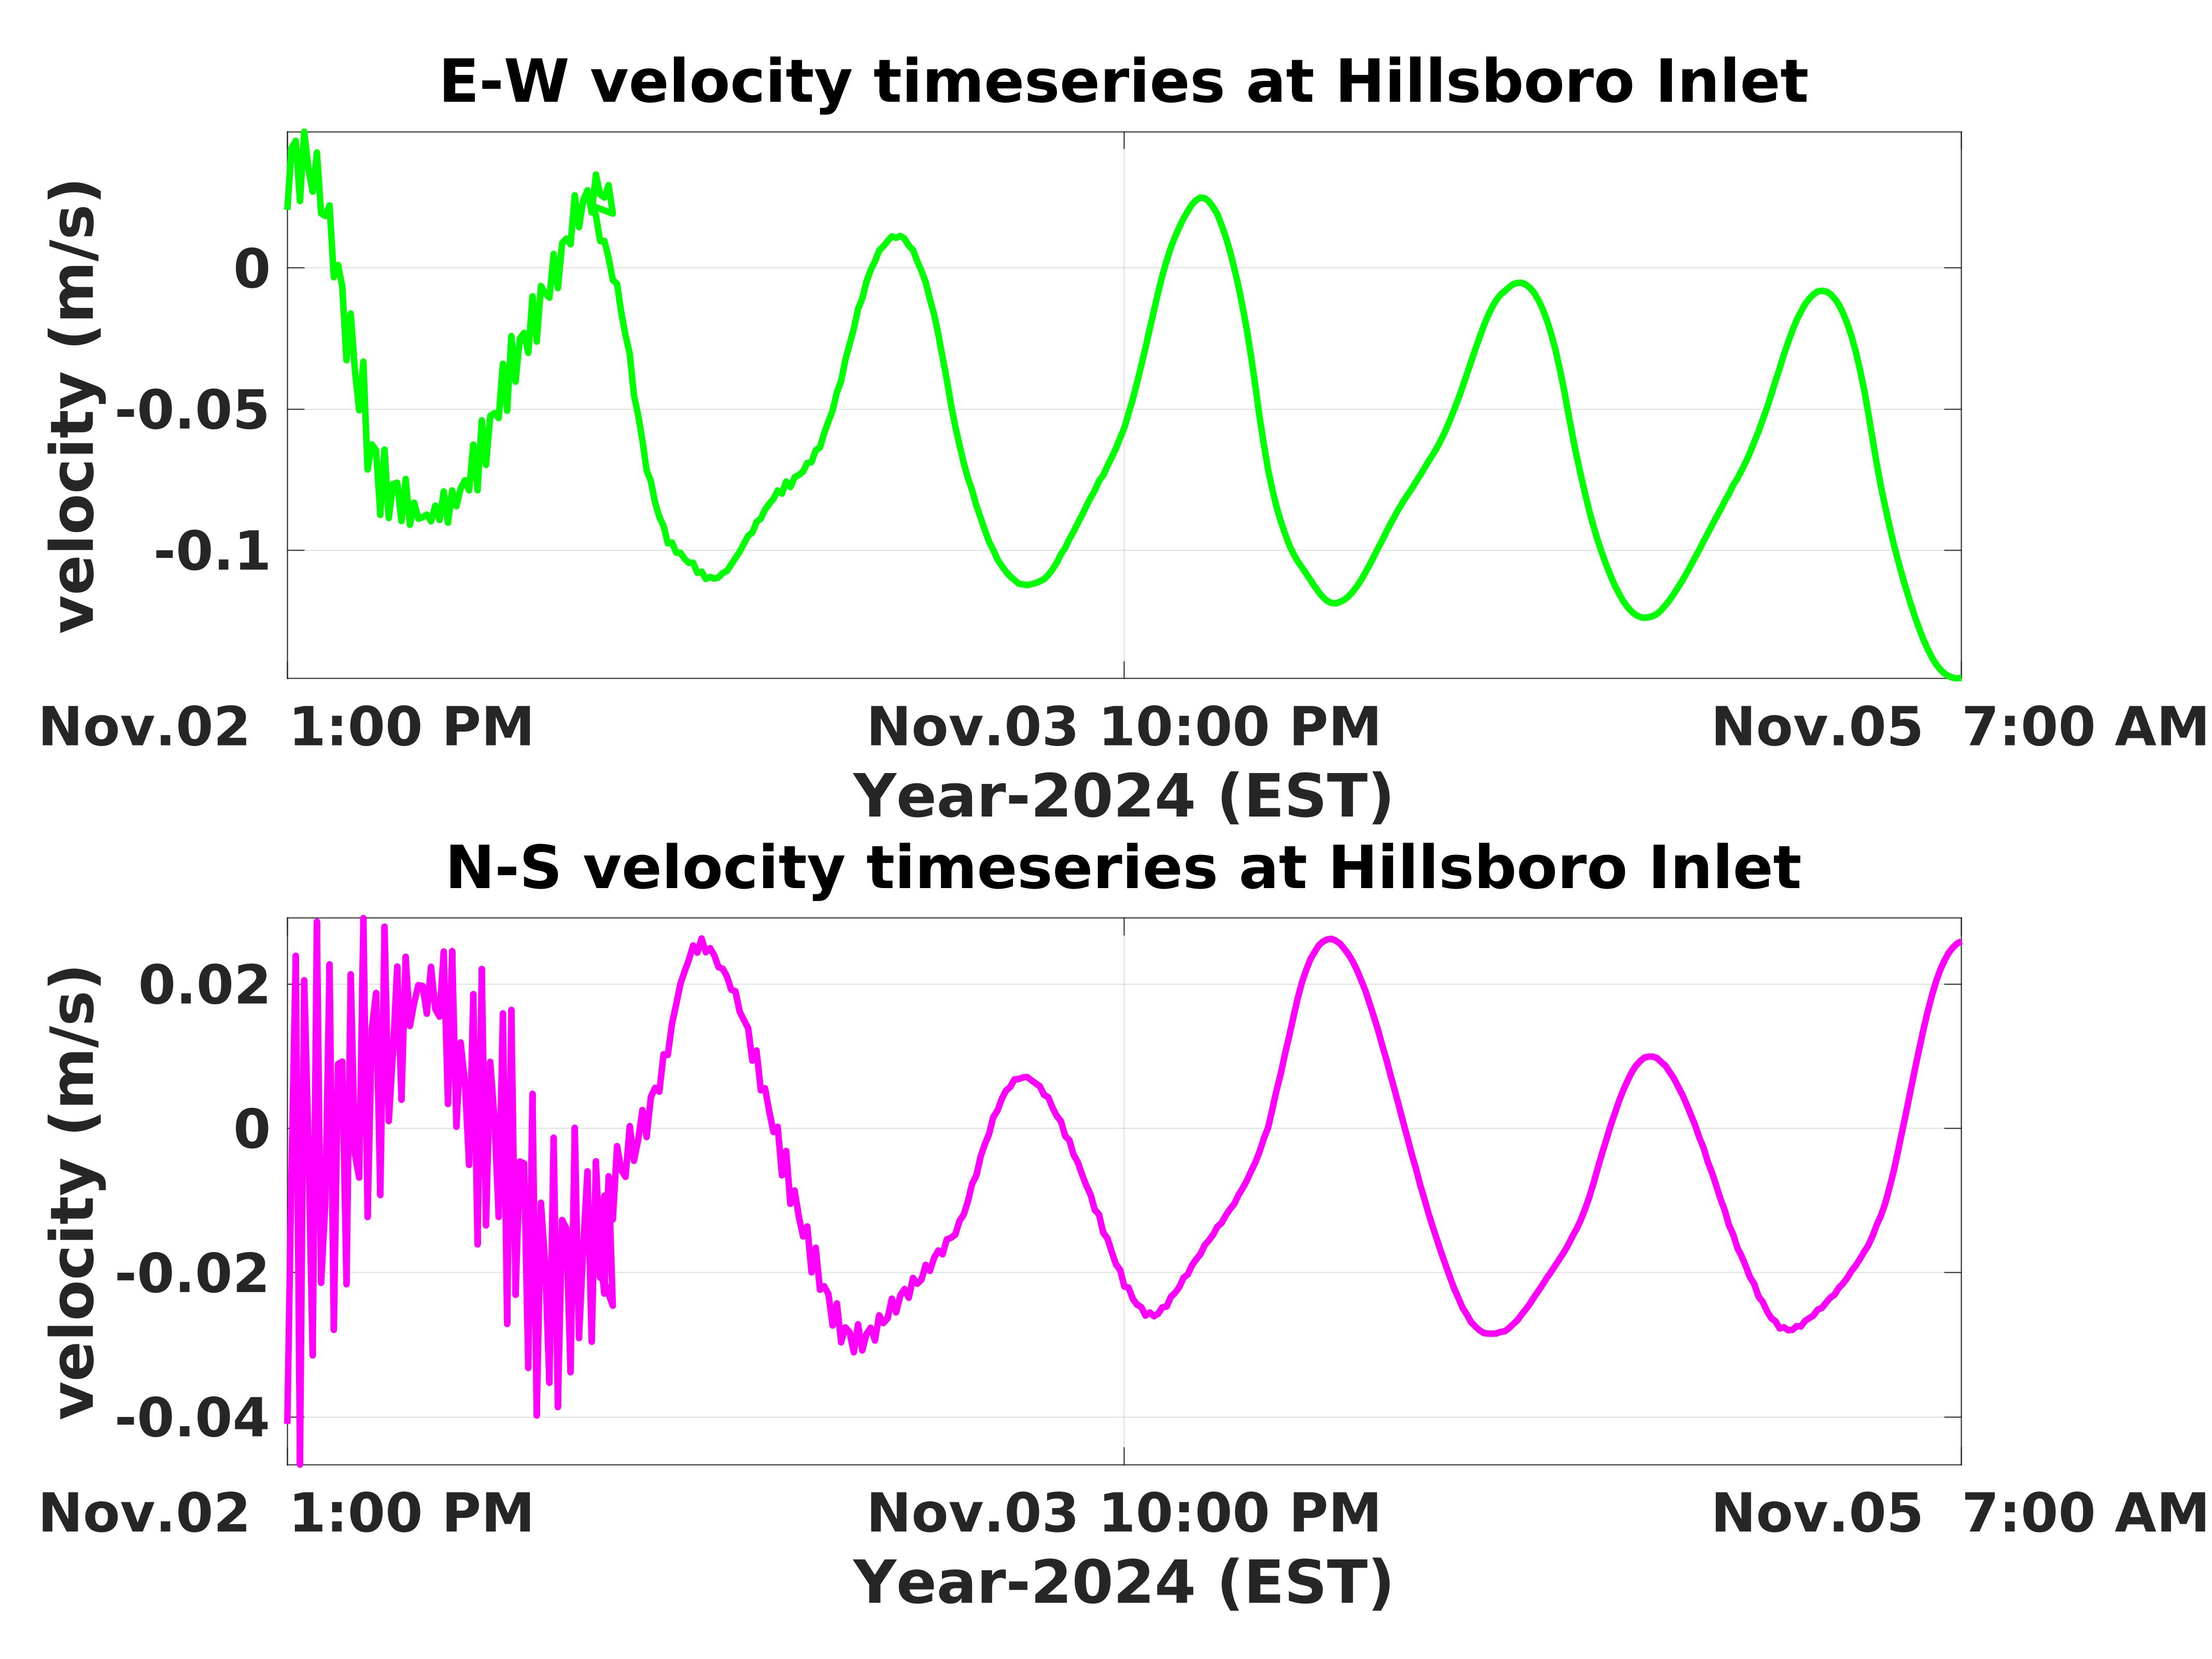 E-W velocity timeseries at Hillsboro Inlet
velocity (m/s)
0
-0.05
-0.1
Nov.02  1:00 PM
Nov.03 10:00 PM
Nov.05  7:00 AM
Year-2024 (EST)
N-S velocity timeseries at Hillsboro Inlet
velocity (m/s)
0.02
0
-0.02
-0.04
Nov.02  1:00 PM
Nov.03 10:00 PM
Nov.05  7:00 AM
Year-2024 (EST)